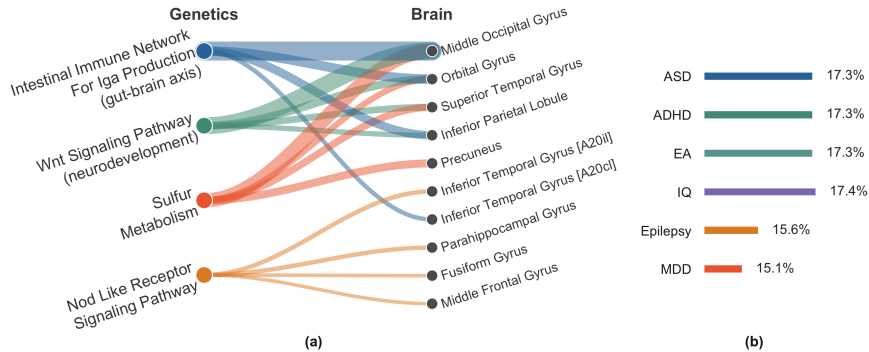 Genetics
Brain
Intestinal Immune Network
For Iga Production
(gut-brain axis)
Wnt Signaling Pathway
(neurodevelopment)
Sulfur
Metabolism
Nod Like Receptor
Signaling Pathway
Middle Occipital Gyrus
Orbital Gyrus
Superior Temporal Gyrus
Inferior Parietal Lobule
Precuneus
Inferior Temporal Gyrus [A20il]
Inferior Temporal Gyrus [A20cl]
Parahippocampal Gyrus
Fusiform Gyrus
Middle Frontal Gyrus
(a)
ASD 17.3%
ADHD 17.3%
EA 17.3%
IQ 17.4%
Epilepsy 15.6%
MDD 15.1%
(b)